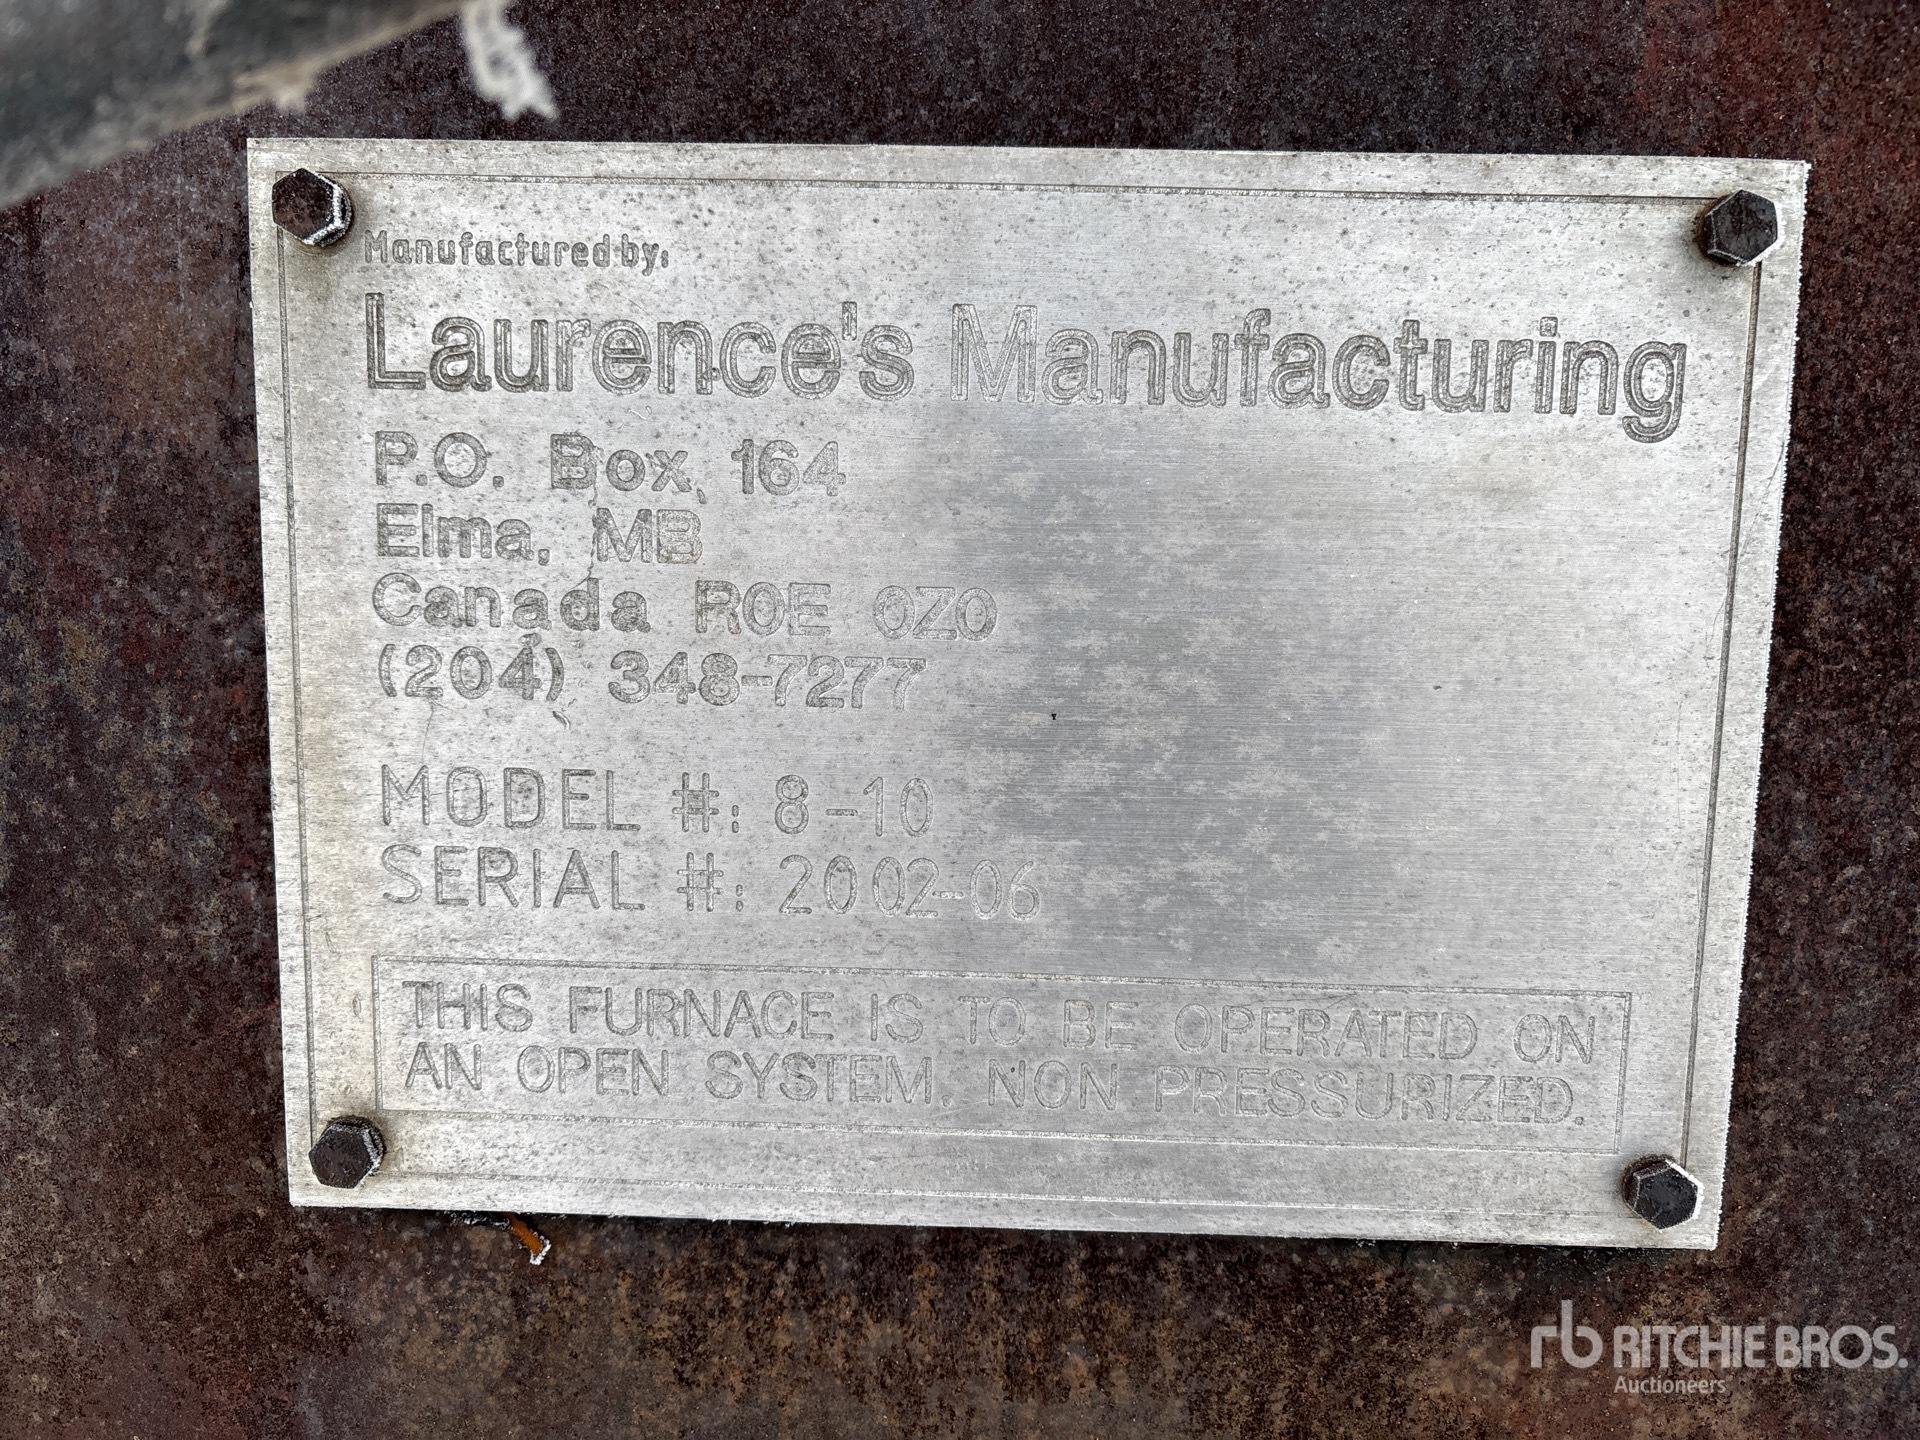 Manufactured by:
Laurence's Manufacturing
P.O. Box 164
Elma, MB
Canada R0E 0Z0
(204) 348-7277
MODEL #: 8-10
SERIAL #: 2002-06
THIS FURNACE IS TO BE OPERATED ON
AN OPEN SYSTEM. NON PRESSURIZED.
rb RITCHIE BROS.
Auctioneers